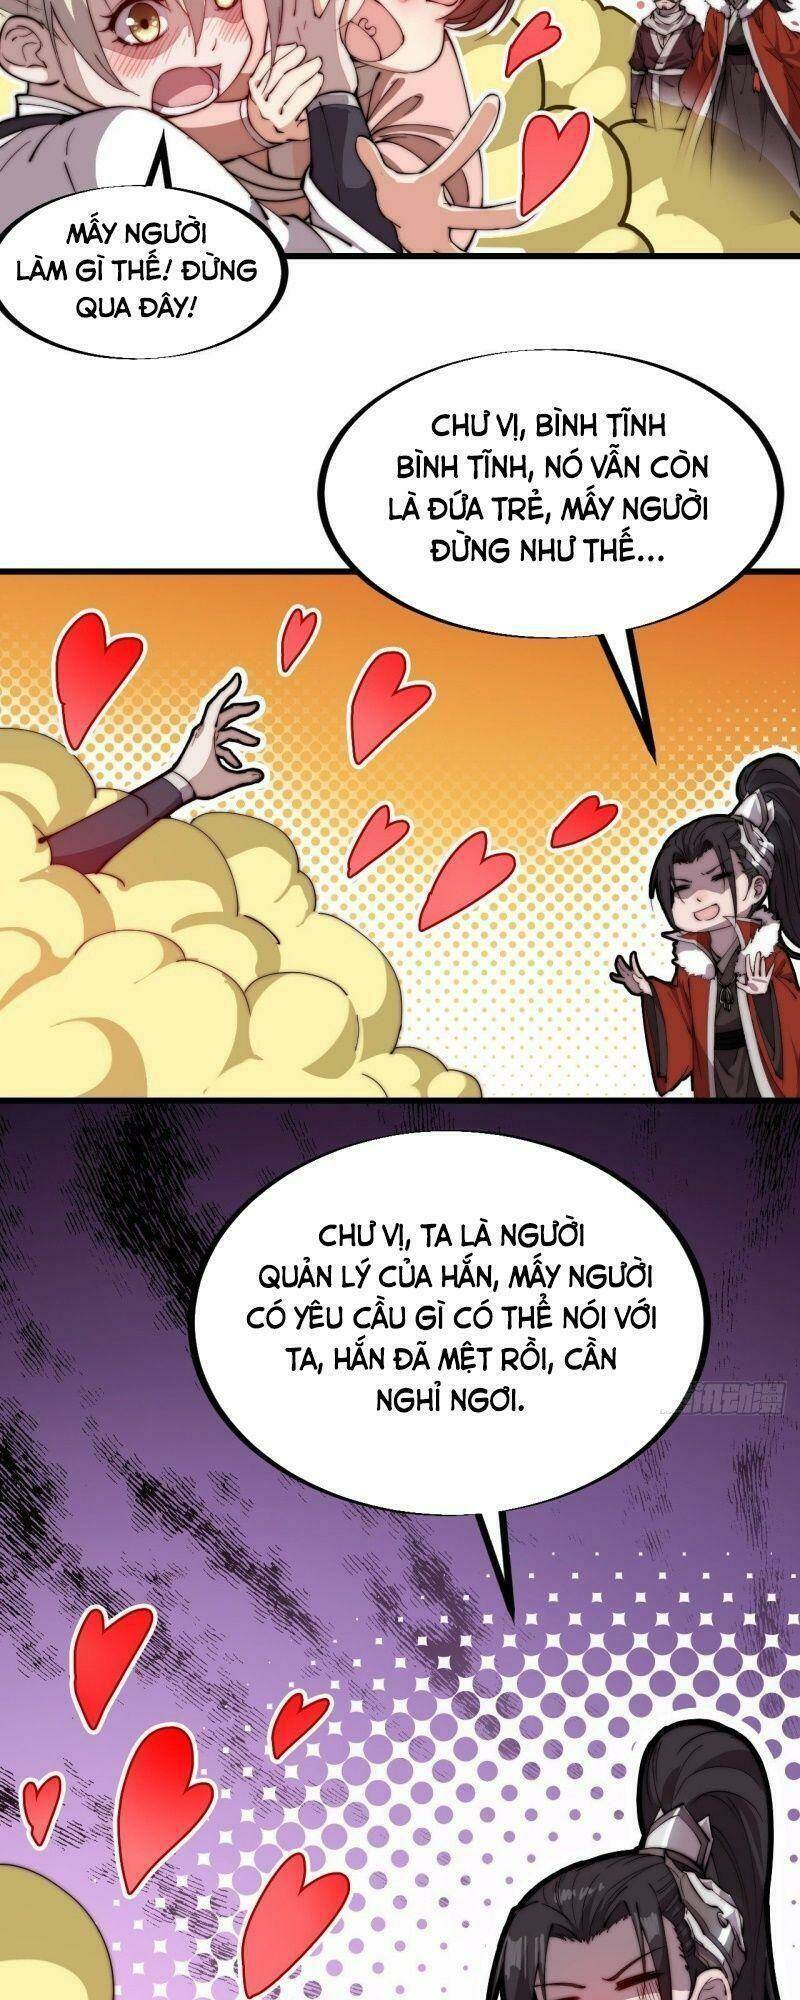 MẤY NGƯỜI
LÀM GÌ THẾ! ĐỪNG
QUA ĐÂY!
CHƯ VỊ, BÌNH TĨNH
BÌNH TĨNH, NÓ VẪN CÒN
LÀ ĐỨA TRẺ, MẤY NGƯỜI
ĐỪNG NHƯ THẾ...
CHƯ VỊ, TA LÀ NGƯỜI
QUẢN LÝ CỦA HẮN, MẤY NGƯỜI
CÓ YÊU CẦU GÌ CÓ THỂ NÓI VỚI
TA, HẮN ĐÃ MỆT RỒI, CẦN
NGHỈ NGƠI.
动漫